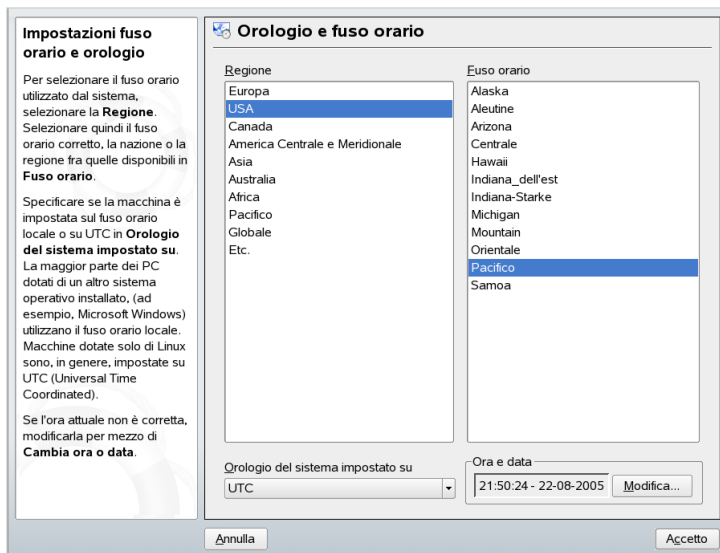 Impostazioni fuso
orario e orologio
Per selezionare il fuso orario
utilizzato dal sistema,
selezionare la Regione.
Selezionare quindi il fuso
orario corretto, la nazione o la
regione fra quelle disponibili in
Fuso orario.
Specificare se la macchina è
impostata sul fuso orario
locale o su UTC in Orologio
del sistema impostato su.
La maggior parte dei PC
dotati di un altro sistema
operativo installato, (ad
esempio, Microsoft Windows)
utilizzano il fuso orario locale.
Macchine dotate solo di Linux
sono, in genere, impostate su
UTC (Universal Time
Coordinated).
Se l'ora attuale non è corretta,
modificarla per mezzo di
Cambia ora o data.
Orologio e fuso orario
Regione
Europa
USA
Canada
America Centrale e Meridionale
Asia
Australia
Africa
Pacifico
Globale
Etc.
Fuso orario
Alaska
Aleutine
Arizona
Centrale
Hawaii
Indiana_dell'est
Indiana-Starke
Michigan
Mountain
Orientale
Pacifico
Samoa
Orologio del sistema impostato su
UTC
Ora e data
21:50:24 - 22-08-2005
Modifica...
Annulla
Accetto